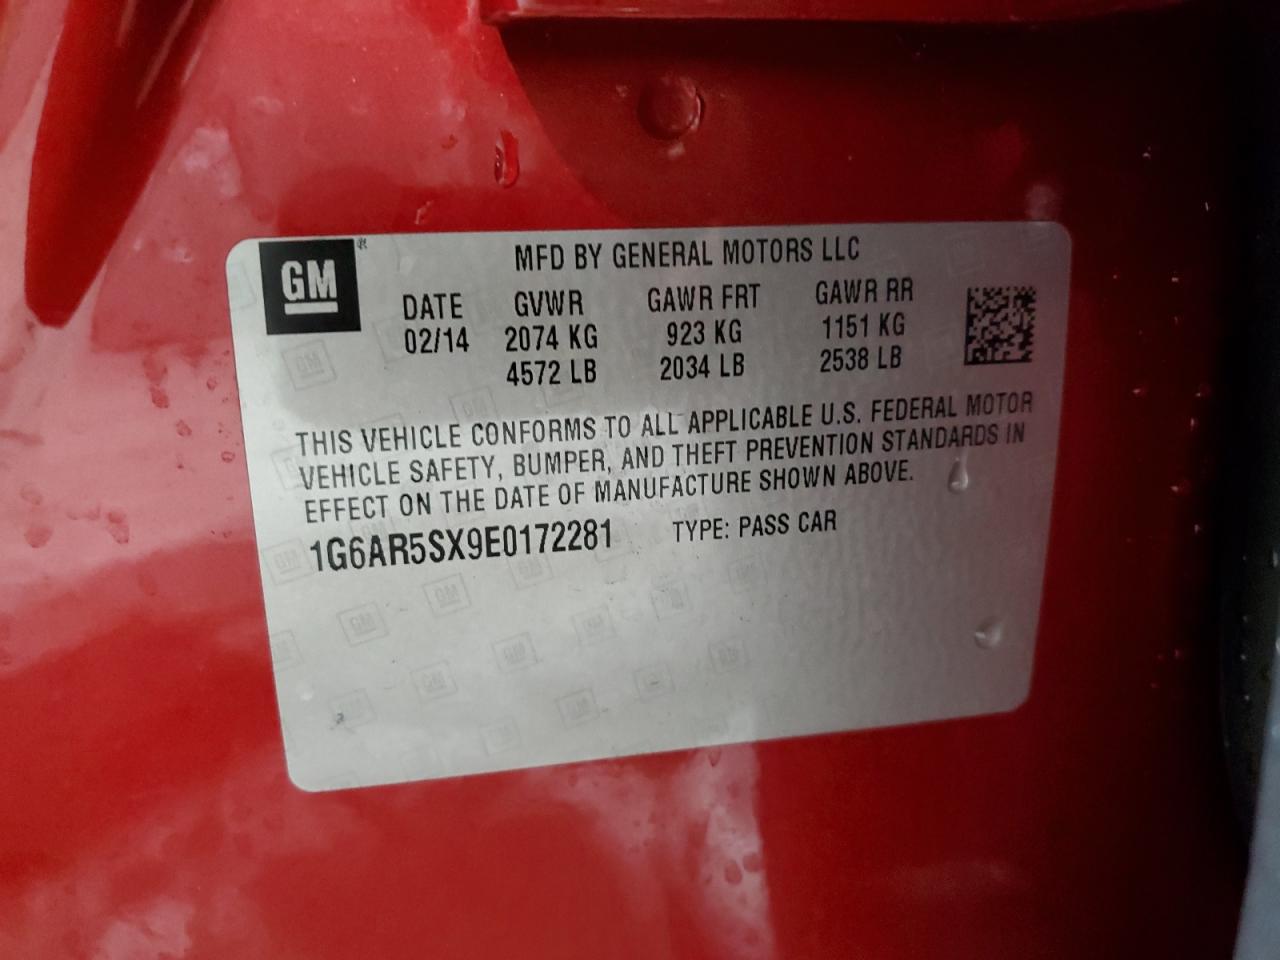 GM
MFD BY GENERAL MOTORS LLC
DATE GVWR GAWR FRT GAWR RR
02/14 2074 KG 923 KG 1151 KG
4572 LB 2034 LB 2538 LB
THIS VEHICLE CONFORMS TO ALL APPLICABLE U.S. FEDERAL MOTOR
VEHICLE SAFETY, BUMPER, AND THEFT PREVENTION STANDARDS IN
EFFECT ON THE DATE OF MANUFACTURE SHOWN ABOVE.
1G6AR5SX9E0172281 TYPE: PASS CAR